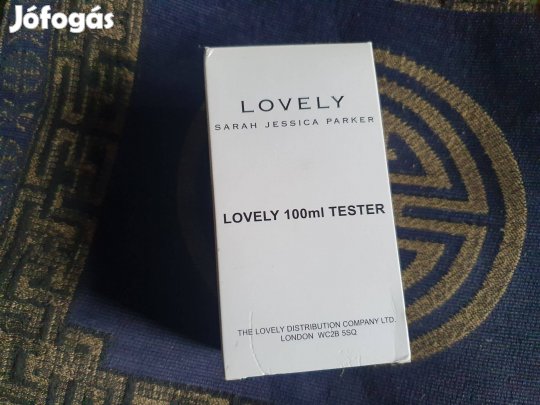 Jófogás
LOVELY
SARAH JESSICA PARKER
LOVELY 100ml TESTER
THE LOVELY DISTRIBUTION COMPANY LTD.
LONDON WC2B 5SQ